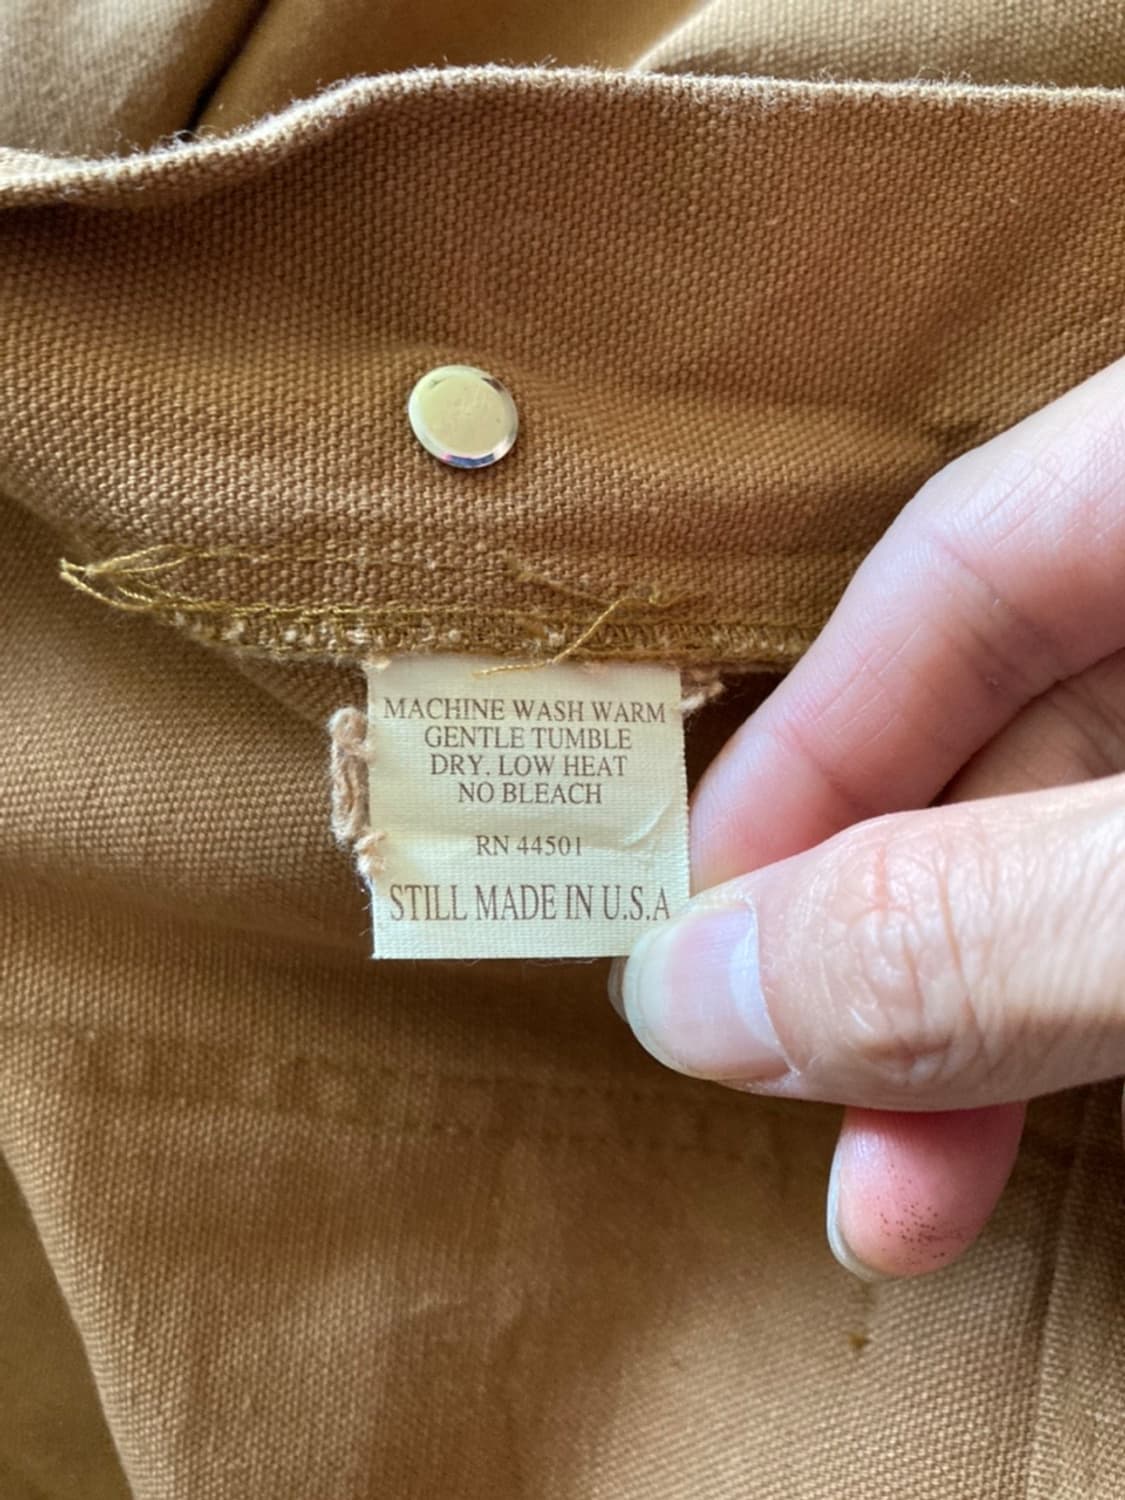 MACHINE WASH WARM
GENTLE TUMBLE
DRY. LOW HEAT
NO BLEACH
RN 44501
STILL MADE IN U.S.A